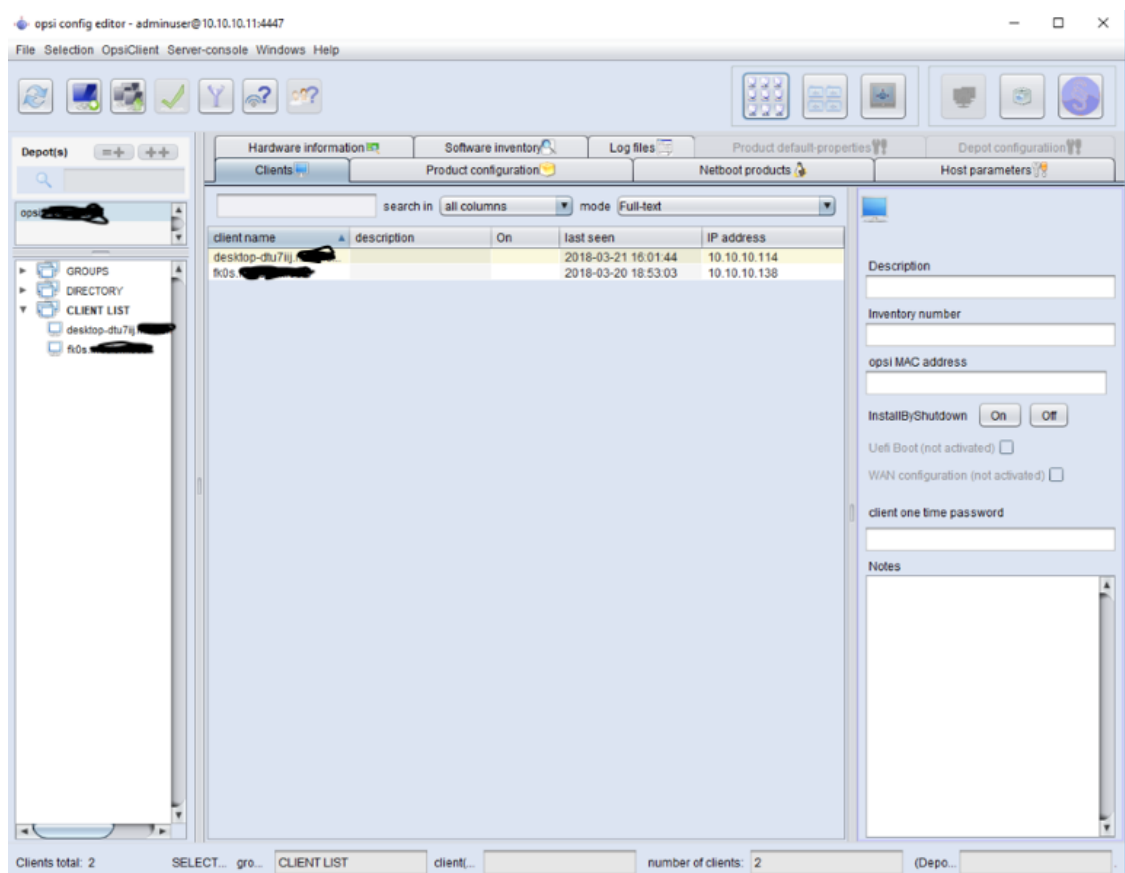 opsi config editor - adminuser@10.10.10.11:4447
File Selection OpsiClient Server-console Windows Help
Depot(s)
Hardware information Software inventory Log files Product default-properties Depot configuratiion
Clients Product configuration Netboot products Host parameters
search in all columns mode Full-text
opsi
client name description On last seen IP address
desktop-dtu7iij. ... 2018-03-21 16:01:44 10.10.10.114
fk0s. 2018-03-20 18:53:03 10.10.10.138
GROUPS
DIRECTORY
CLIENT LIST
desktop-dtu7iij.
fk0s.
Description
Inventory number
opsi MAC address
InstallByShutdown On Off
Uefi Boot (not activated)
WAN configuration (not activated)
client one time password
Notes
Clients total: 2 SELECT... gro... CLIENT LIST client(... number of clients: 2 (Depo...